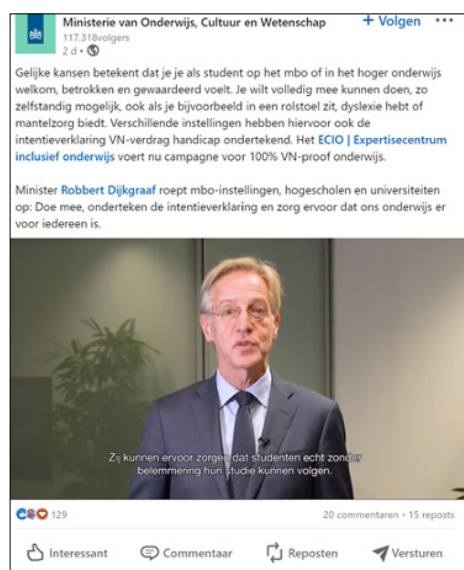 Ministerie van Onderwijs, Cultuur en Wetenschap
+ Volgen
117.318volgers
2 d •
Gelijke kansen betekent dat je je als student op het mbo of in het hoger onderwijs
welkom, betrokken en gewaardeerd voelt. Je wilt volledig mee kunnen doen, zo
zelfstandig mogelijk, ook als je bijvoorbeeld in een rolstoel zit, dyslexie hebt of
mantelzorg biedt. Verschillende instellingen hebben hiervoor ook de
intentieverklaring VN-verdrag handicap ondertekend. Het ECIO | Expertisecentrum
inclusief onderwijs voert nu campagne voor 100% VN-proof onderwijs.
Minister Robbert Dijkgraaf roept mbo-instellingen, hogescholen en universiteiten
op: Doe mee, onderteken de intentieverklaring en zorg ervoor dat ons onderwijs er
voor iedereen is.
Zij kunnen ervoor zorgen dat studenten echt zonder
belemmering hun studie kunnen volgen.
129
20 commentaren • 15 reposts
Interessant
Commentaar
Reposten
Versturen